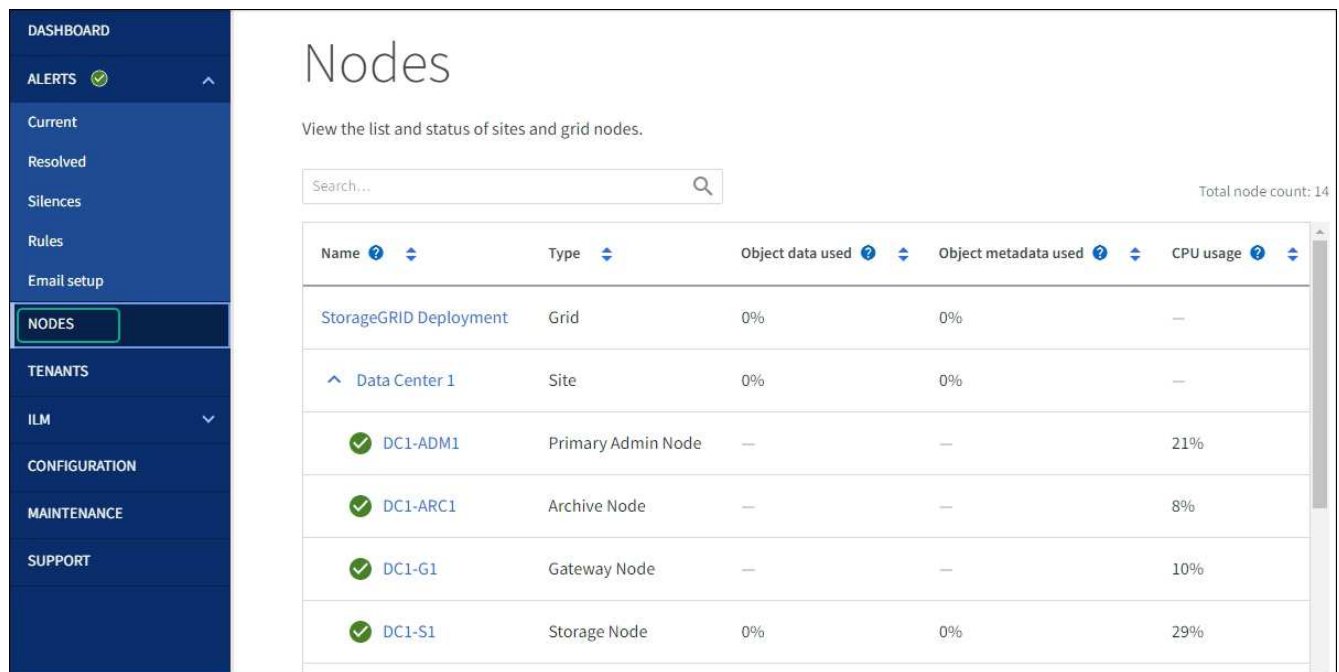 DASHBOARD
ALERTS
Current
Resolved
Silences
Rules
Email setup
NODES
TENANTS
ILM
CONFIGURATION
MAINTENANCE
SUPPORT
Nodes
View the list and status of sites and grid nodes.
Search...
Total node count: 14
Name Type Object data used Object metadata used CPU usage
StorageGRID Deployment Grid 0% 0% —
Data Center 1 Site 0% 0% —
DC1-ADM1 Primary Admin Node — — 21%
DC1-ARC1 Archive Node — — 8%
DC1-G1 Gateway Node — — 10%
DC1-S1 Storage Node 0% 0% 29%